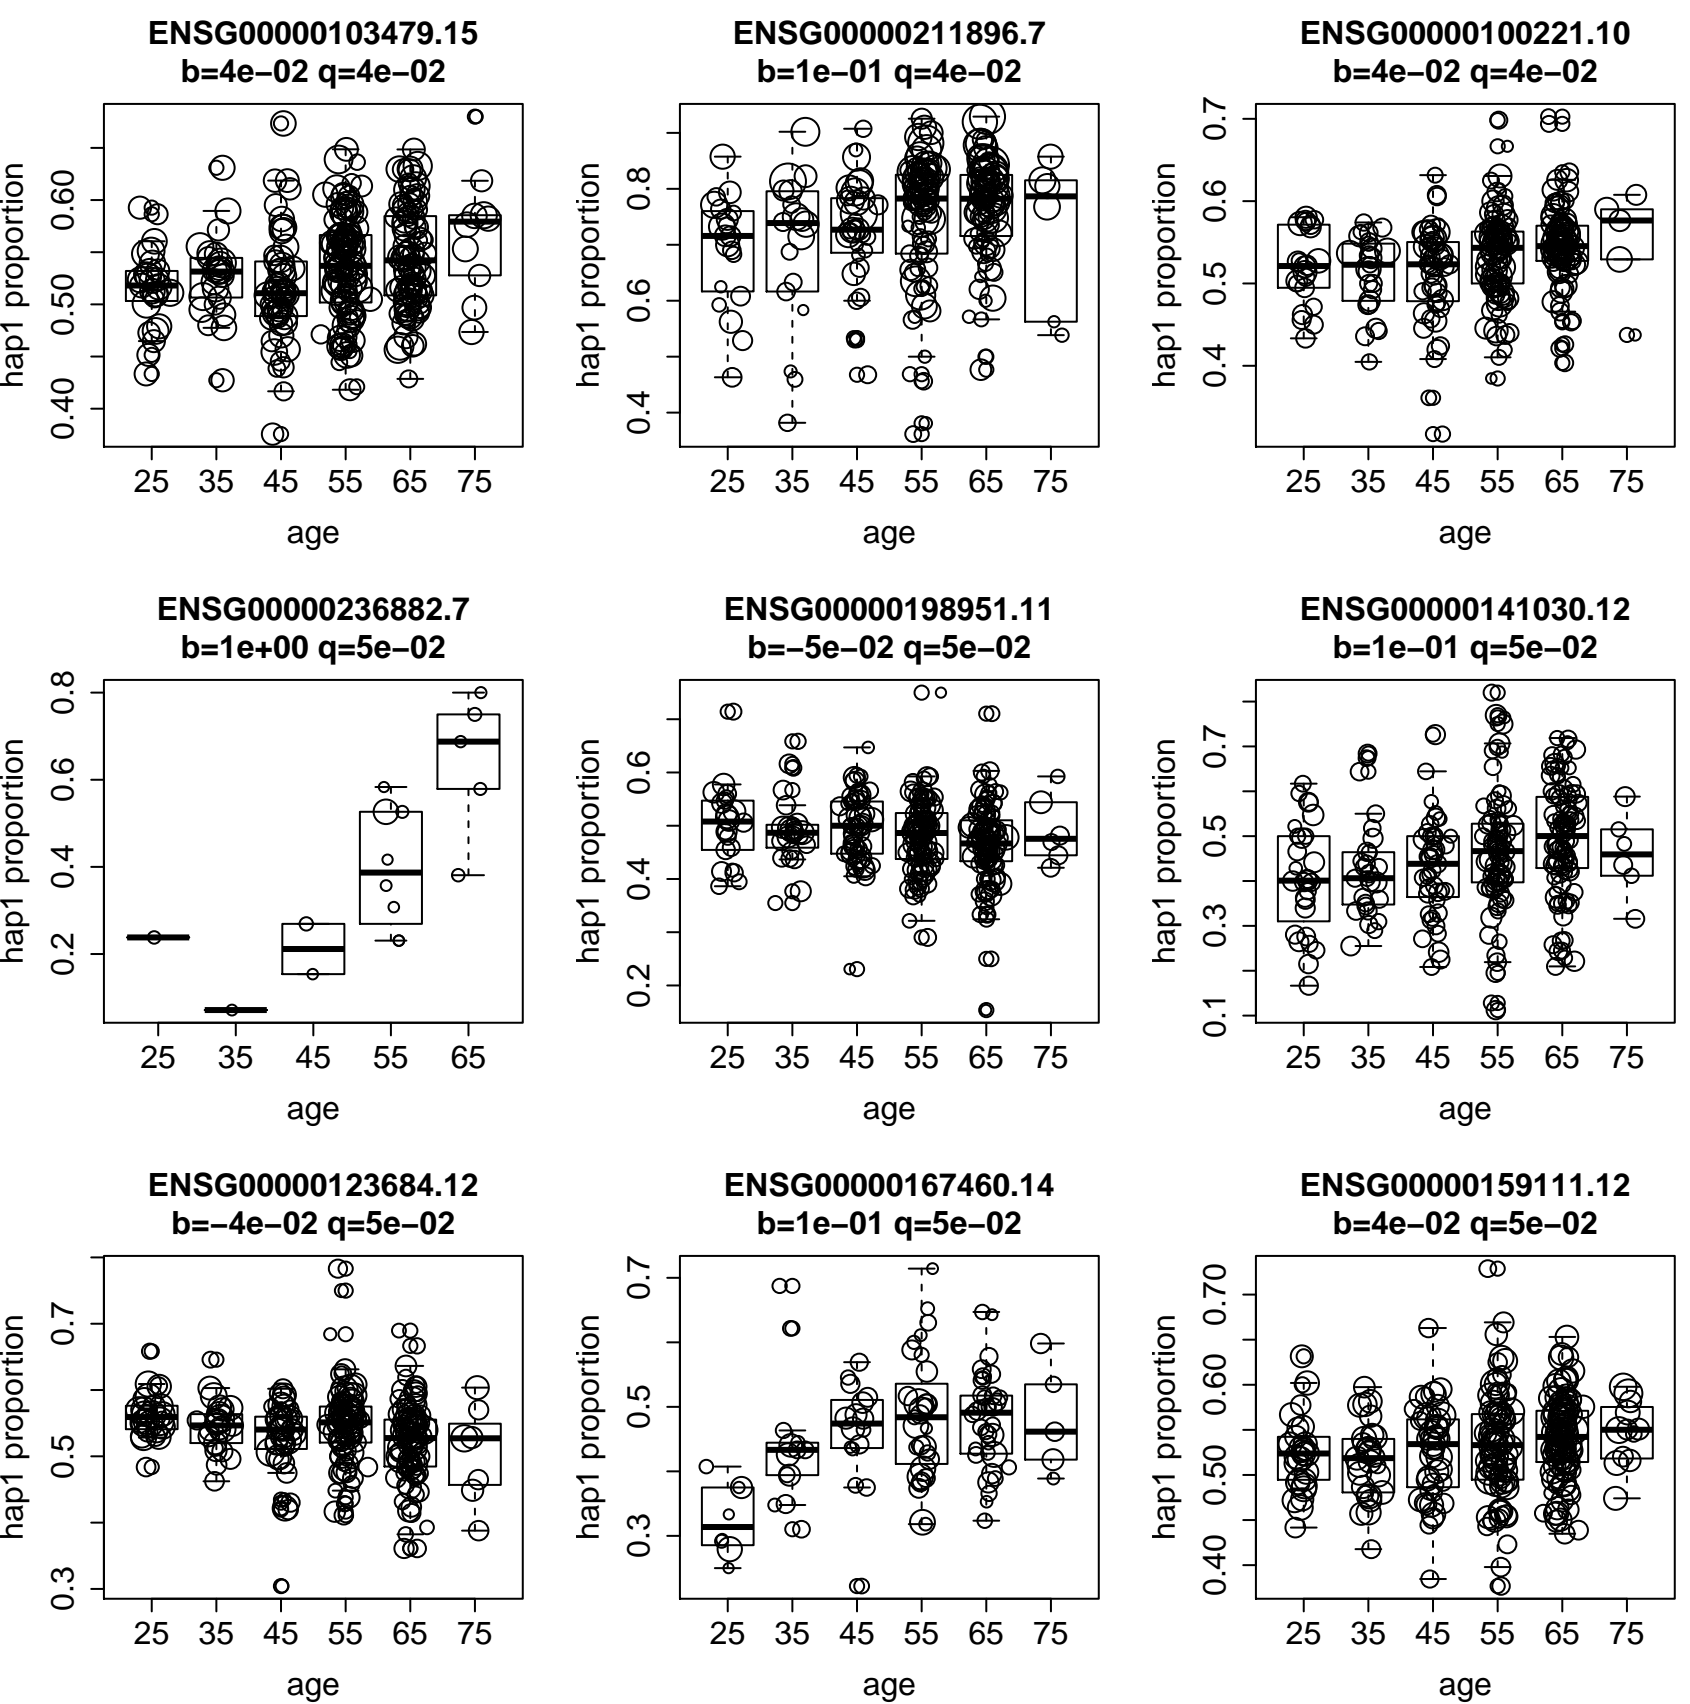 ENSG00000103479.15
b=4e−02 q=4e−02
hap1 proportion
0.60
0.50
0.40
25 35 45 55 65 75
age
ENSG00000211896.7
b=1e−01 q=4e−02
hap1 proportion
0.8
0.6
0.4
25 35 45 55 65 75
age
ENSG00000100221.10
b=4e−02 q=4e−02
hap1 proportion
0.7
0.6
0.5
0.4
25 35 45 55 65 75
age
ENSG00000236882.7
b=1e+00 q=5e−02
hap1 proportion
0.8
0.6
0.4
0.2
25 35 45 55 65
age
ENSG00000198951.11
b=−5e−02 q=5e−02
hap1 proportion
0.6
0.4
0.2
25 35 45 55 65 75
age
ENSG00000141030.12
b=1e−01 q=5e−02
hap1 proportion
0.7
0.5
0.3
0.1
25 35 45 55 65 75
age
ENSG00000123684.12
b=−4e−02 q=5e−02
hap1 proportion
0.7
0.5
0.3
25 35 45 55 65 75
age
ENSG00000167460.14
b=1e−01 q=5e−02
hap1 proportion
0.7
0.5
0.3
25 35 45 55 65 75
age
ENSG00000159111.12
b=4e−02 q=5e−02
hap1 proportion
0.70
0.60
0.50
0.40
25 35 45 55 65 75
age